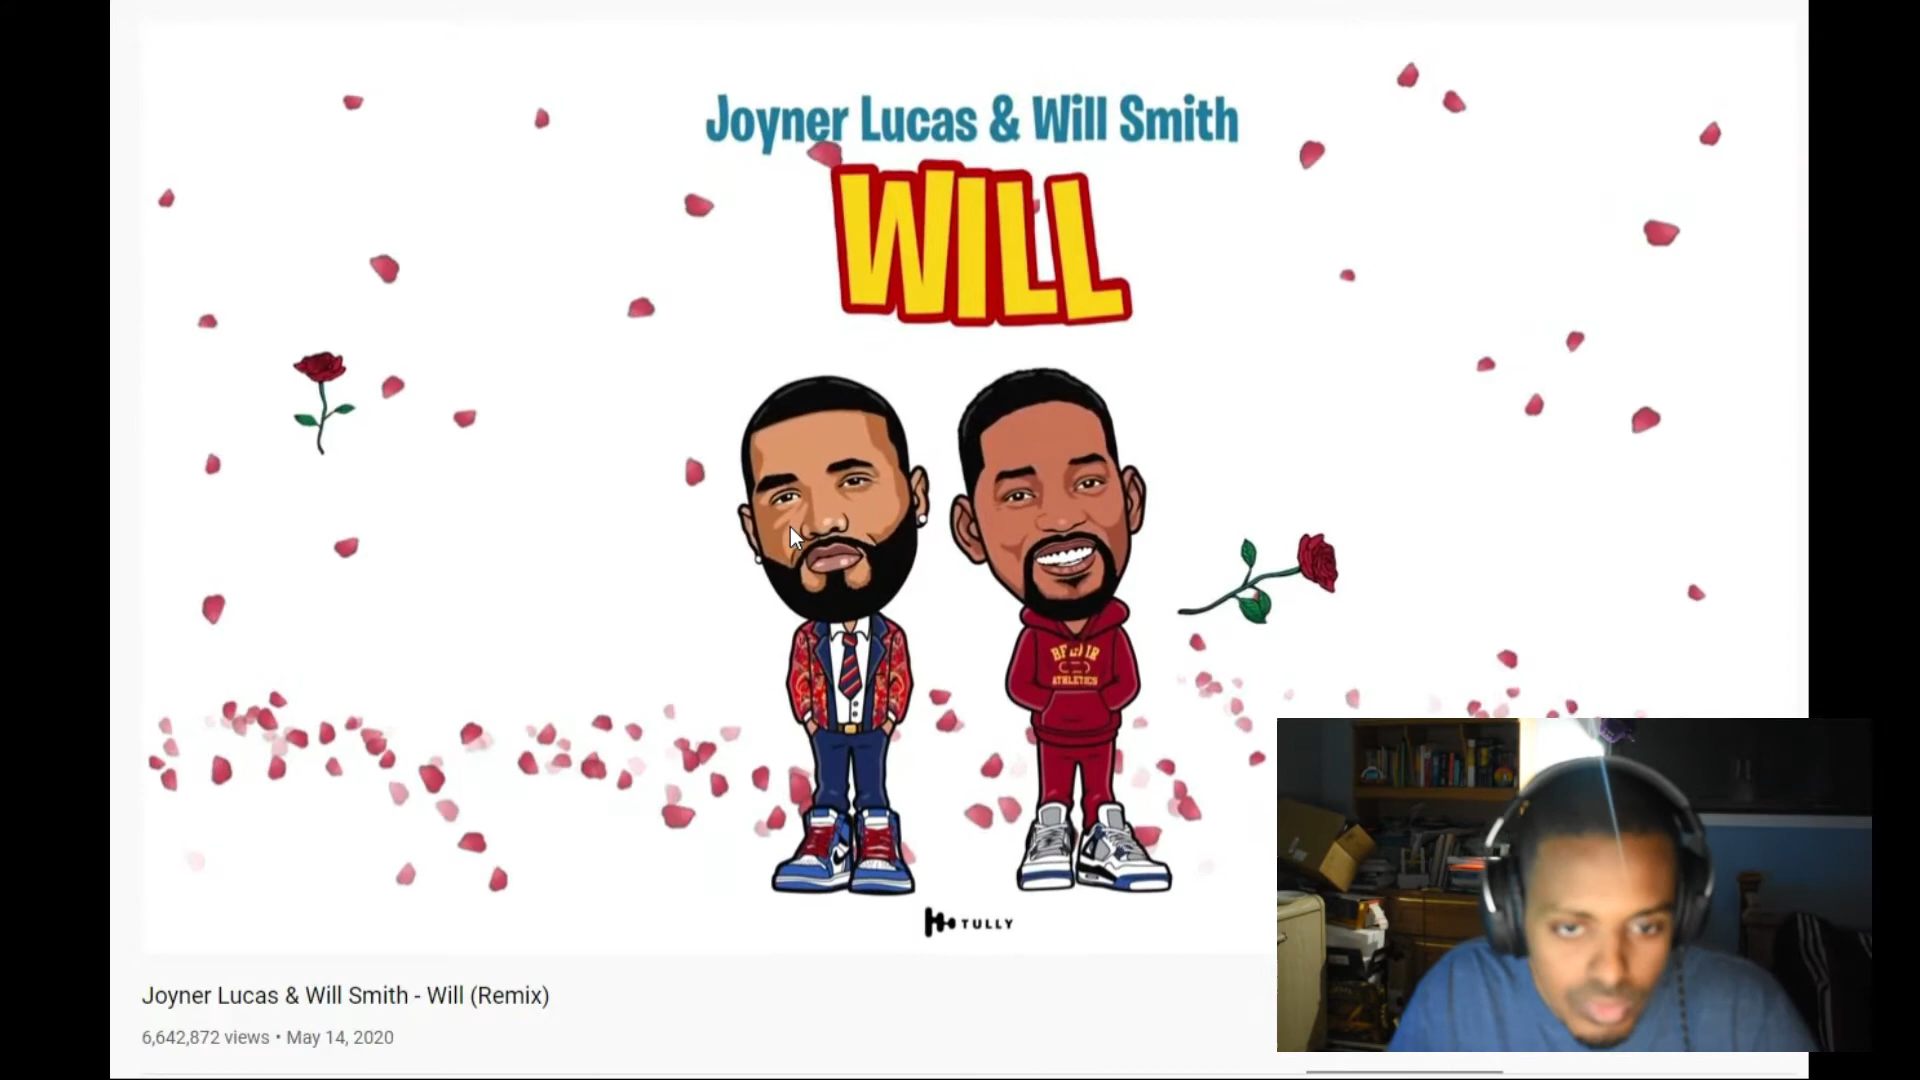 Joyner Lucas & Will Smith
WILL
ATHLETICS
TULLY
Joyner Lucas & Will Smith - Will (Remix)
6,642,872 views • May 14, 2020